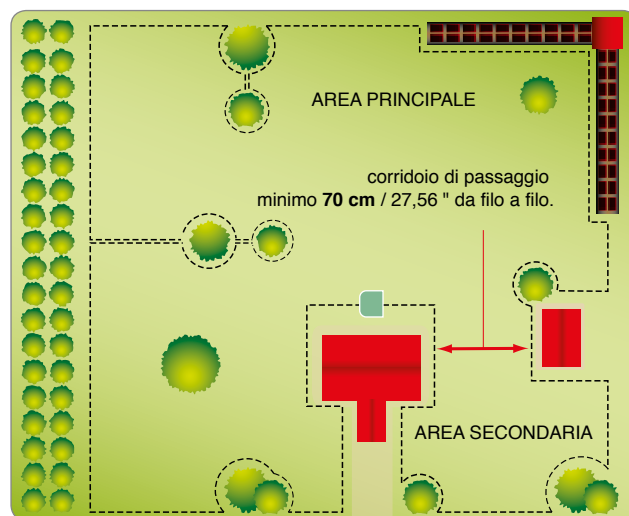 AREA PRINCIPALE
corridoio di passaggio
minimo 70 cm / 27,56 " da filo a filo.
AREA SECONDARIA